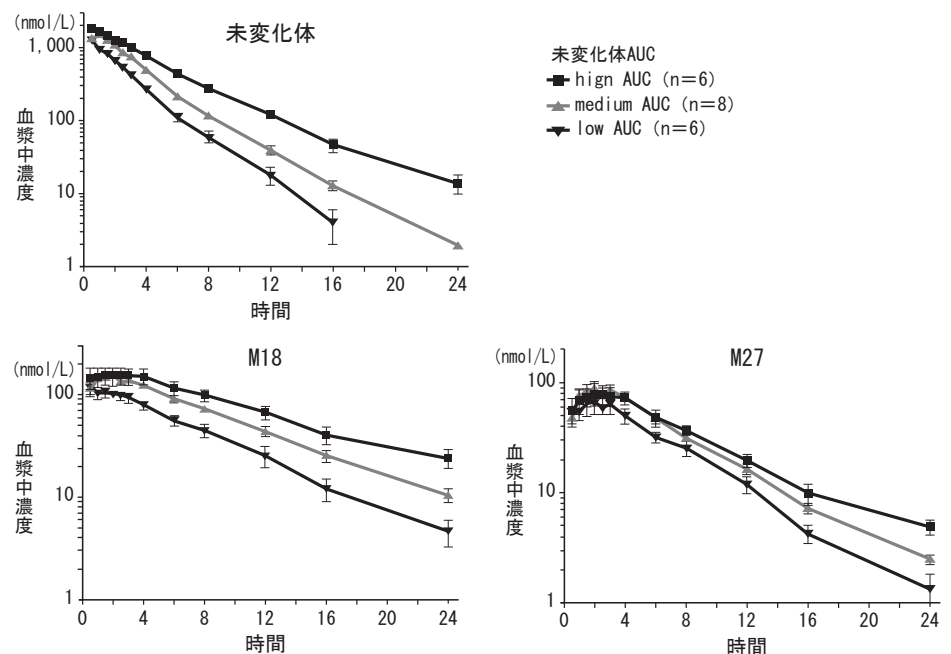 (nmol/L)
未変化体
1,000
100
10
1
血漿中濃度
0 4 8 12 16 20 24
時間
未変化体AUC
hign AUC (n=6)
medium AUC (n=8)
low AUC (n=6)
(nmol/L)
M18
100
10
1
血漿中濃度
0 4 8 12 16 20 24
時間
(nmol/L)
M27
100
10
1
血漿中濃度
0 4 8 12 16 20 24
時間